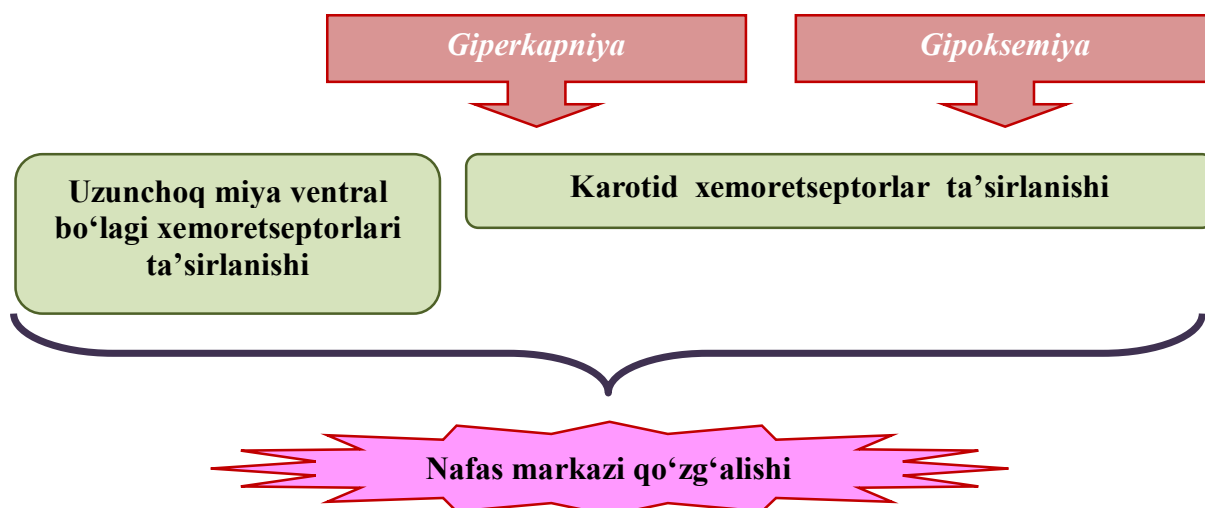 Giperkapniya
Gipoksemiya
Uzunchoq miya ventral
bo‘lagi xemoretseptorlari
ta’sirlanishi
Karotid xemoretseptorlar ta’sirlanishi
Nafas markazi qo‘zg‘alishi